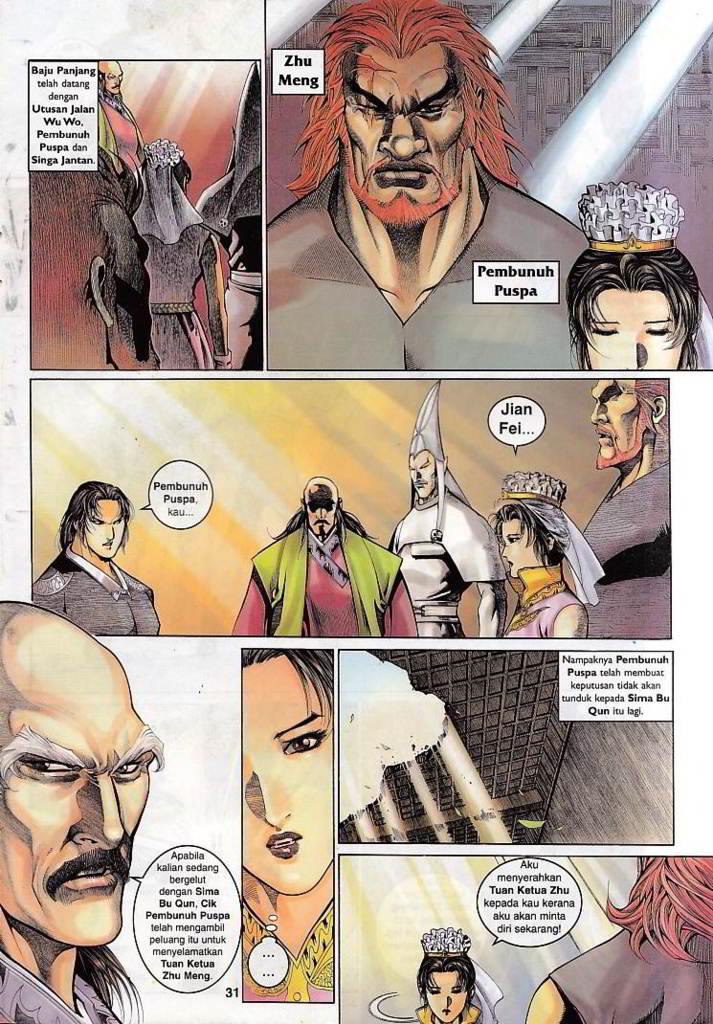 Baju Panjang
telah datang
dengan
Utusan Jalan
Wu Wo,
Pembunuh
Puspa dan
Singa Jantan.
Zhu
Meng
Pembunuh
Puspa
Pembunuh
Puspa,
kau...
Jian
Fei...
Nampaknya Pembunuh
Puspa telah membuat
keputusan tidak akan
tunduk kepada Sima Bu
Qun itu lagi.
Apabila
kalian sedang
bergelut
dengan Sima
Bu Qun, Cik
Pembunuh Puspa
telah mengambil
peluang itu untuk
menyelamatkan
Tuan Ketua
Zhu Meng.
...
...
Aku
menyerahkan
Tuan Ketua Zhu
kepada kau kerana
aku akan minta
diri sekarang!
31